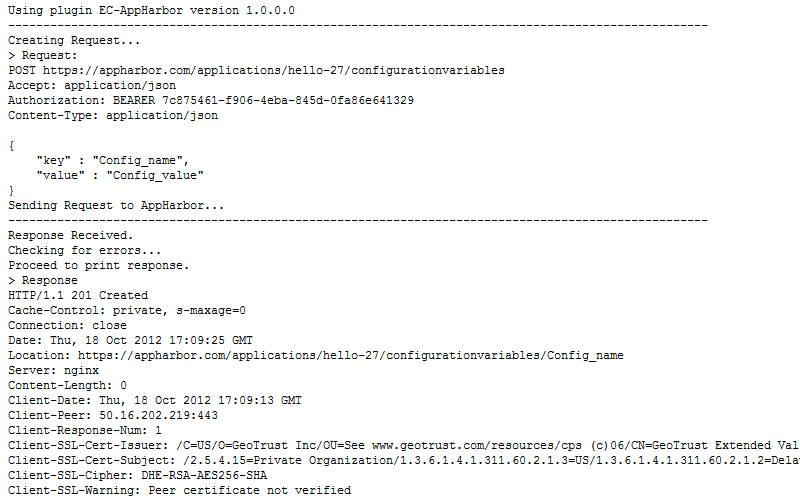 Using plugin EC-AppHarbor version 1.0.0.0
----------------------------------------------------------------------------------------------------
Creating Request...
> Request:
POST https://appharbor.com/applications/hello-27/configurationvariables
Accept: application/json
Authorization: BEARER 7c875461-f906-4eba-845d-0fa86e641329
Content-Type: application/json
{
    "key" : "Config_name",
    "value" : "Config_value"
}
Sending Request to AppHarbor...
----------------------------------------------------------------------------------------------------
Response Received.
Checking for errors...
Proceed to print response.
> Response
HTTP/1.1 201 Created
Cache-Control: private, s-maxage=0
Connection: close
Date: Thu, 18 Oct 2012 17:09:25 GMT
Location: https://appharbor.com/applications/hello-27/configurationvariables/Config_name
Server: nginx
Content-Length: 0
Client-Date: Thu, 18 Oct 2012 17:09:13 GMT
Client-Peer: 50.16.202.219:443
Client-Response-Num: 1
Client-SSL-Cert-Issuer: /C=US/O=GeoTrust Inc/OU=See www.geotrust.com/resources/cps (c)06/CN=GeoTrust Extended Val
Client-SSL-Cert-Subject: /2.5.4.15=Private Organization/1.3.6.1.4.1.311.60.2.1.3=US/1.3.6.1.4.1.311.60.2.1.2=Dela
Client-SSL-Cipher: DHE-RSA-AES256-SHA
Client-SSL-Warning: Peer certificate not verified